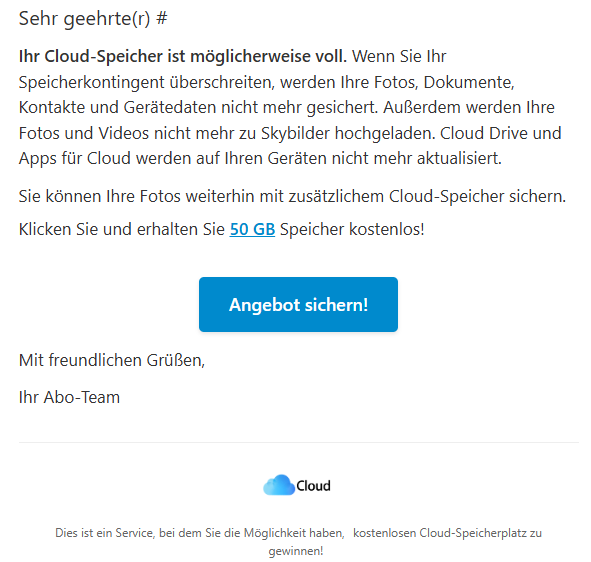 Sehr geehrte(r) #
Ihr Cloud-Speicher ist möglicherweise voll. Wenn Sie Ihr
Speicherkontingent überschreiten, werden Ihre Fotos, Dokumente,
Kontakte und Gerätedaten nicht mehr gesichert. Außerdem werden Ihre
Fotos und Videos nicht mehr zu Skybilder hochgeladen. Cloud Drive und
Apps für Cloud werden auf Ihren Geräten nicht mehr aktualisiert.
Sie können Ihre Fotos weiterhin mit zusätzlichem Cloud-Speicher sichern.
Klicken Sie und erhalten Sie 50 GB Speicher kostenlos!
Angebot sichern!
Mit freundlichen Grüßen,
Ihr Abo-Team
Cloud
Dies ist ein Service, bei dem Sie die Möglichkeit haben, kostenlosen Cloud-Speicherplatz zu
gewinnen!